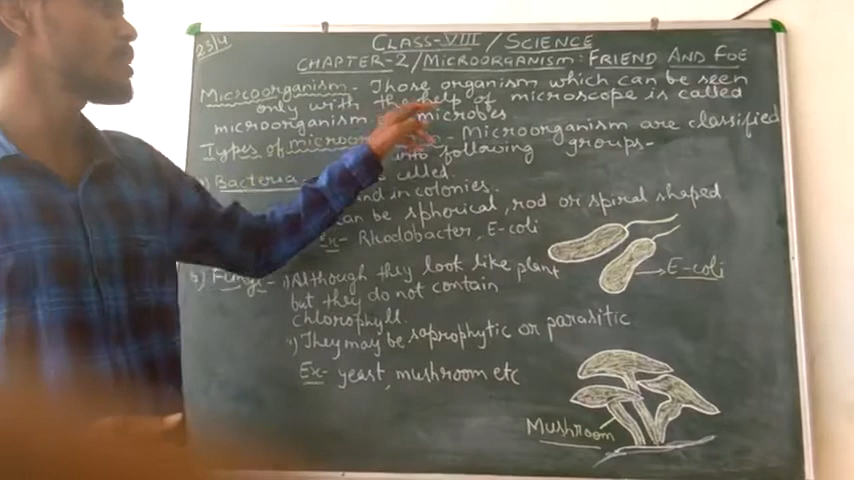 23/4
CLASS-VIII / SCIENCE
CHAPTER-2/MICROORGANISM: FRIEND AND FOE
Microorganism - Those organism which can be seen
only with the help of microscope is called
microorganism microbes
Types of - Microorganism are classified
into following groups-
Bacteria called.
in colonies.
can be spherical, rod or spiral shaped
Ex- Rhodobacter, E-coli
E-coli
b) Fungi - i) Although they look like plant
but they do not contain
chlorophyll.
ii) They may be saprophytic or parasitic
Ex- yeast, mushroom etc
Mushroom